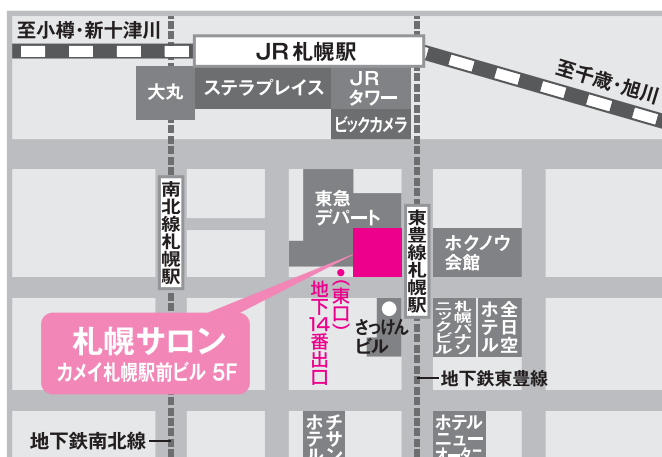 至小樽・新十津川
JR札幌駅
至千歳・旭川
大丸
ステラプレイス
JR
タワー
ビックカメラ
南北線札幌駅
東急
デパート
東豊線札幌駅
ホクノウ
会館
(東口)
地下14番出口
さっけん
ビル
札幌パナソ
ニックビル
全日空
ホテル
札幌サロン
カメイ札幌駅前ビル 5F
地下鉄東豊線
地下鉄南北線
チサン
ホテル
ホテル
ニュー
オータニ